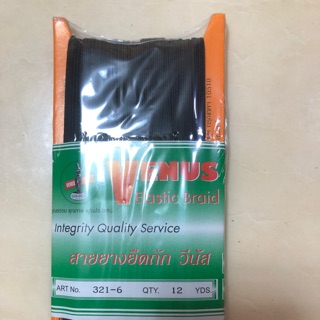 VENUS
Elastic Braid
Integrity Quality Service
สายยางยืดถัก วีนัส
ART No. 321-6 QTY. 12 YDS.